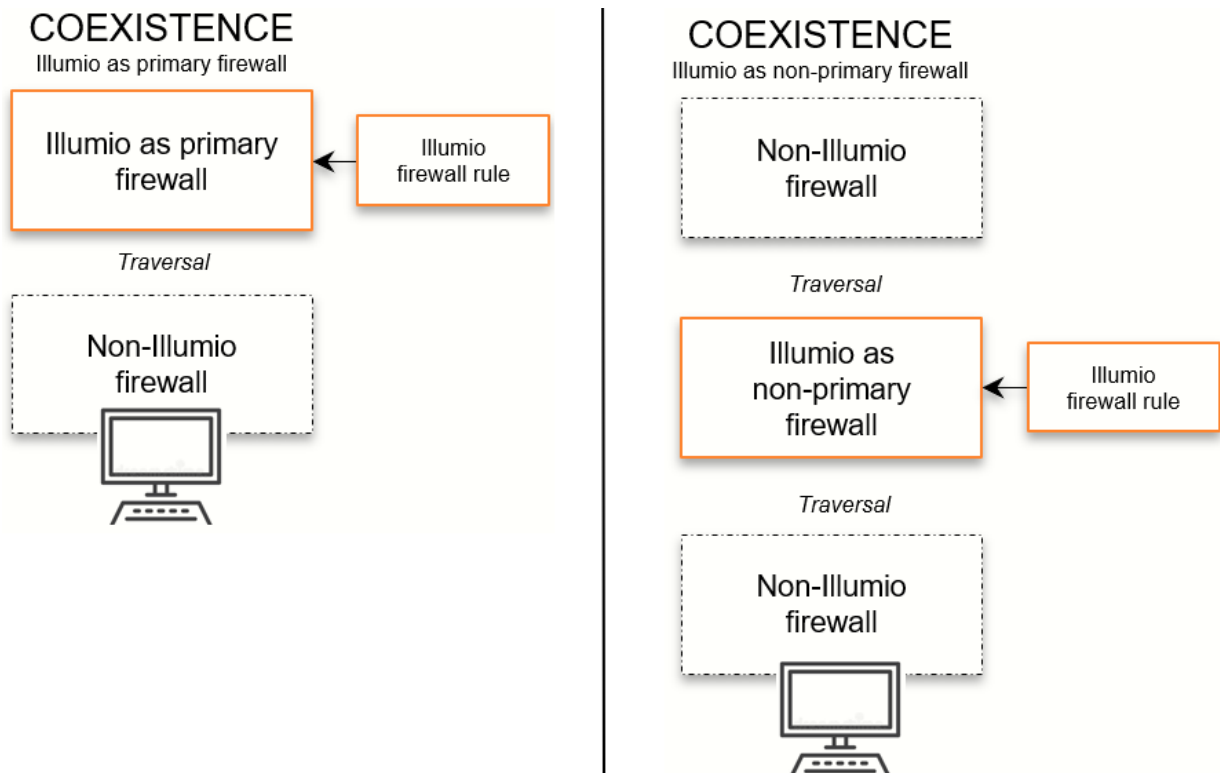 COEXISTENCE
Illumio as primary firewall
Illumio as primary
firewall
Illumio
firewall rule
Traversal
Non-Illumio
firewall
COEXISTENCE
Illumio as non-primary firewall
Non-Illumio
firewall
Traversal
Illumio as
non-primary
firewall
Illumio
firewall rule
Traversal
Non-Illumio
firewall